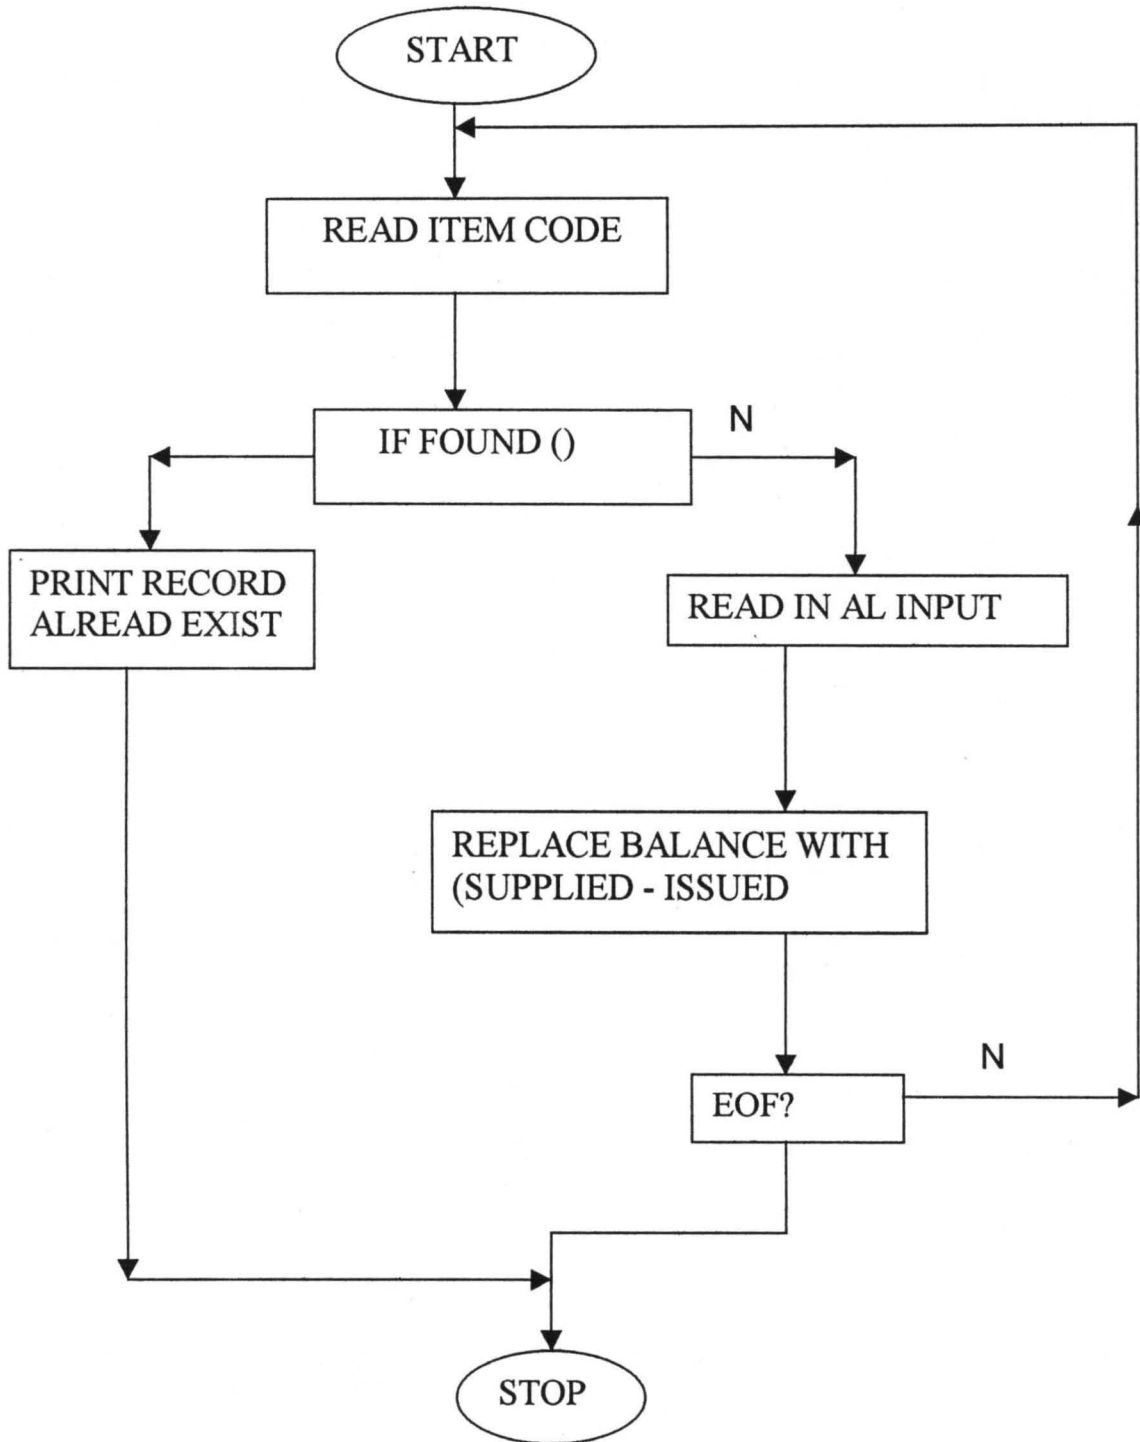 START
READ ITEM CODE
IF FOUND ()
N
PRINT RECORD
ALREAD EXIST
READ IN AL INPUT
REPLACE BALANCE WITH
(SUPPLIED - ISSUED
N
EOF?
STOP